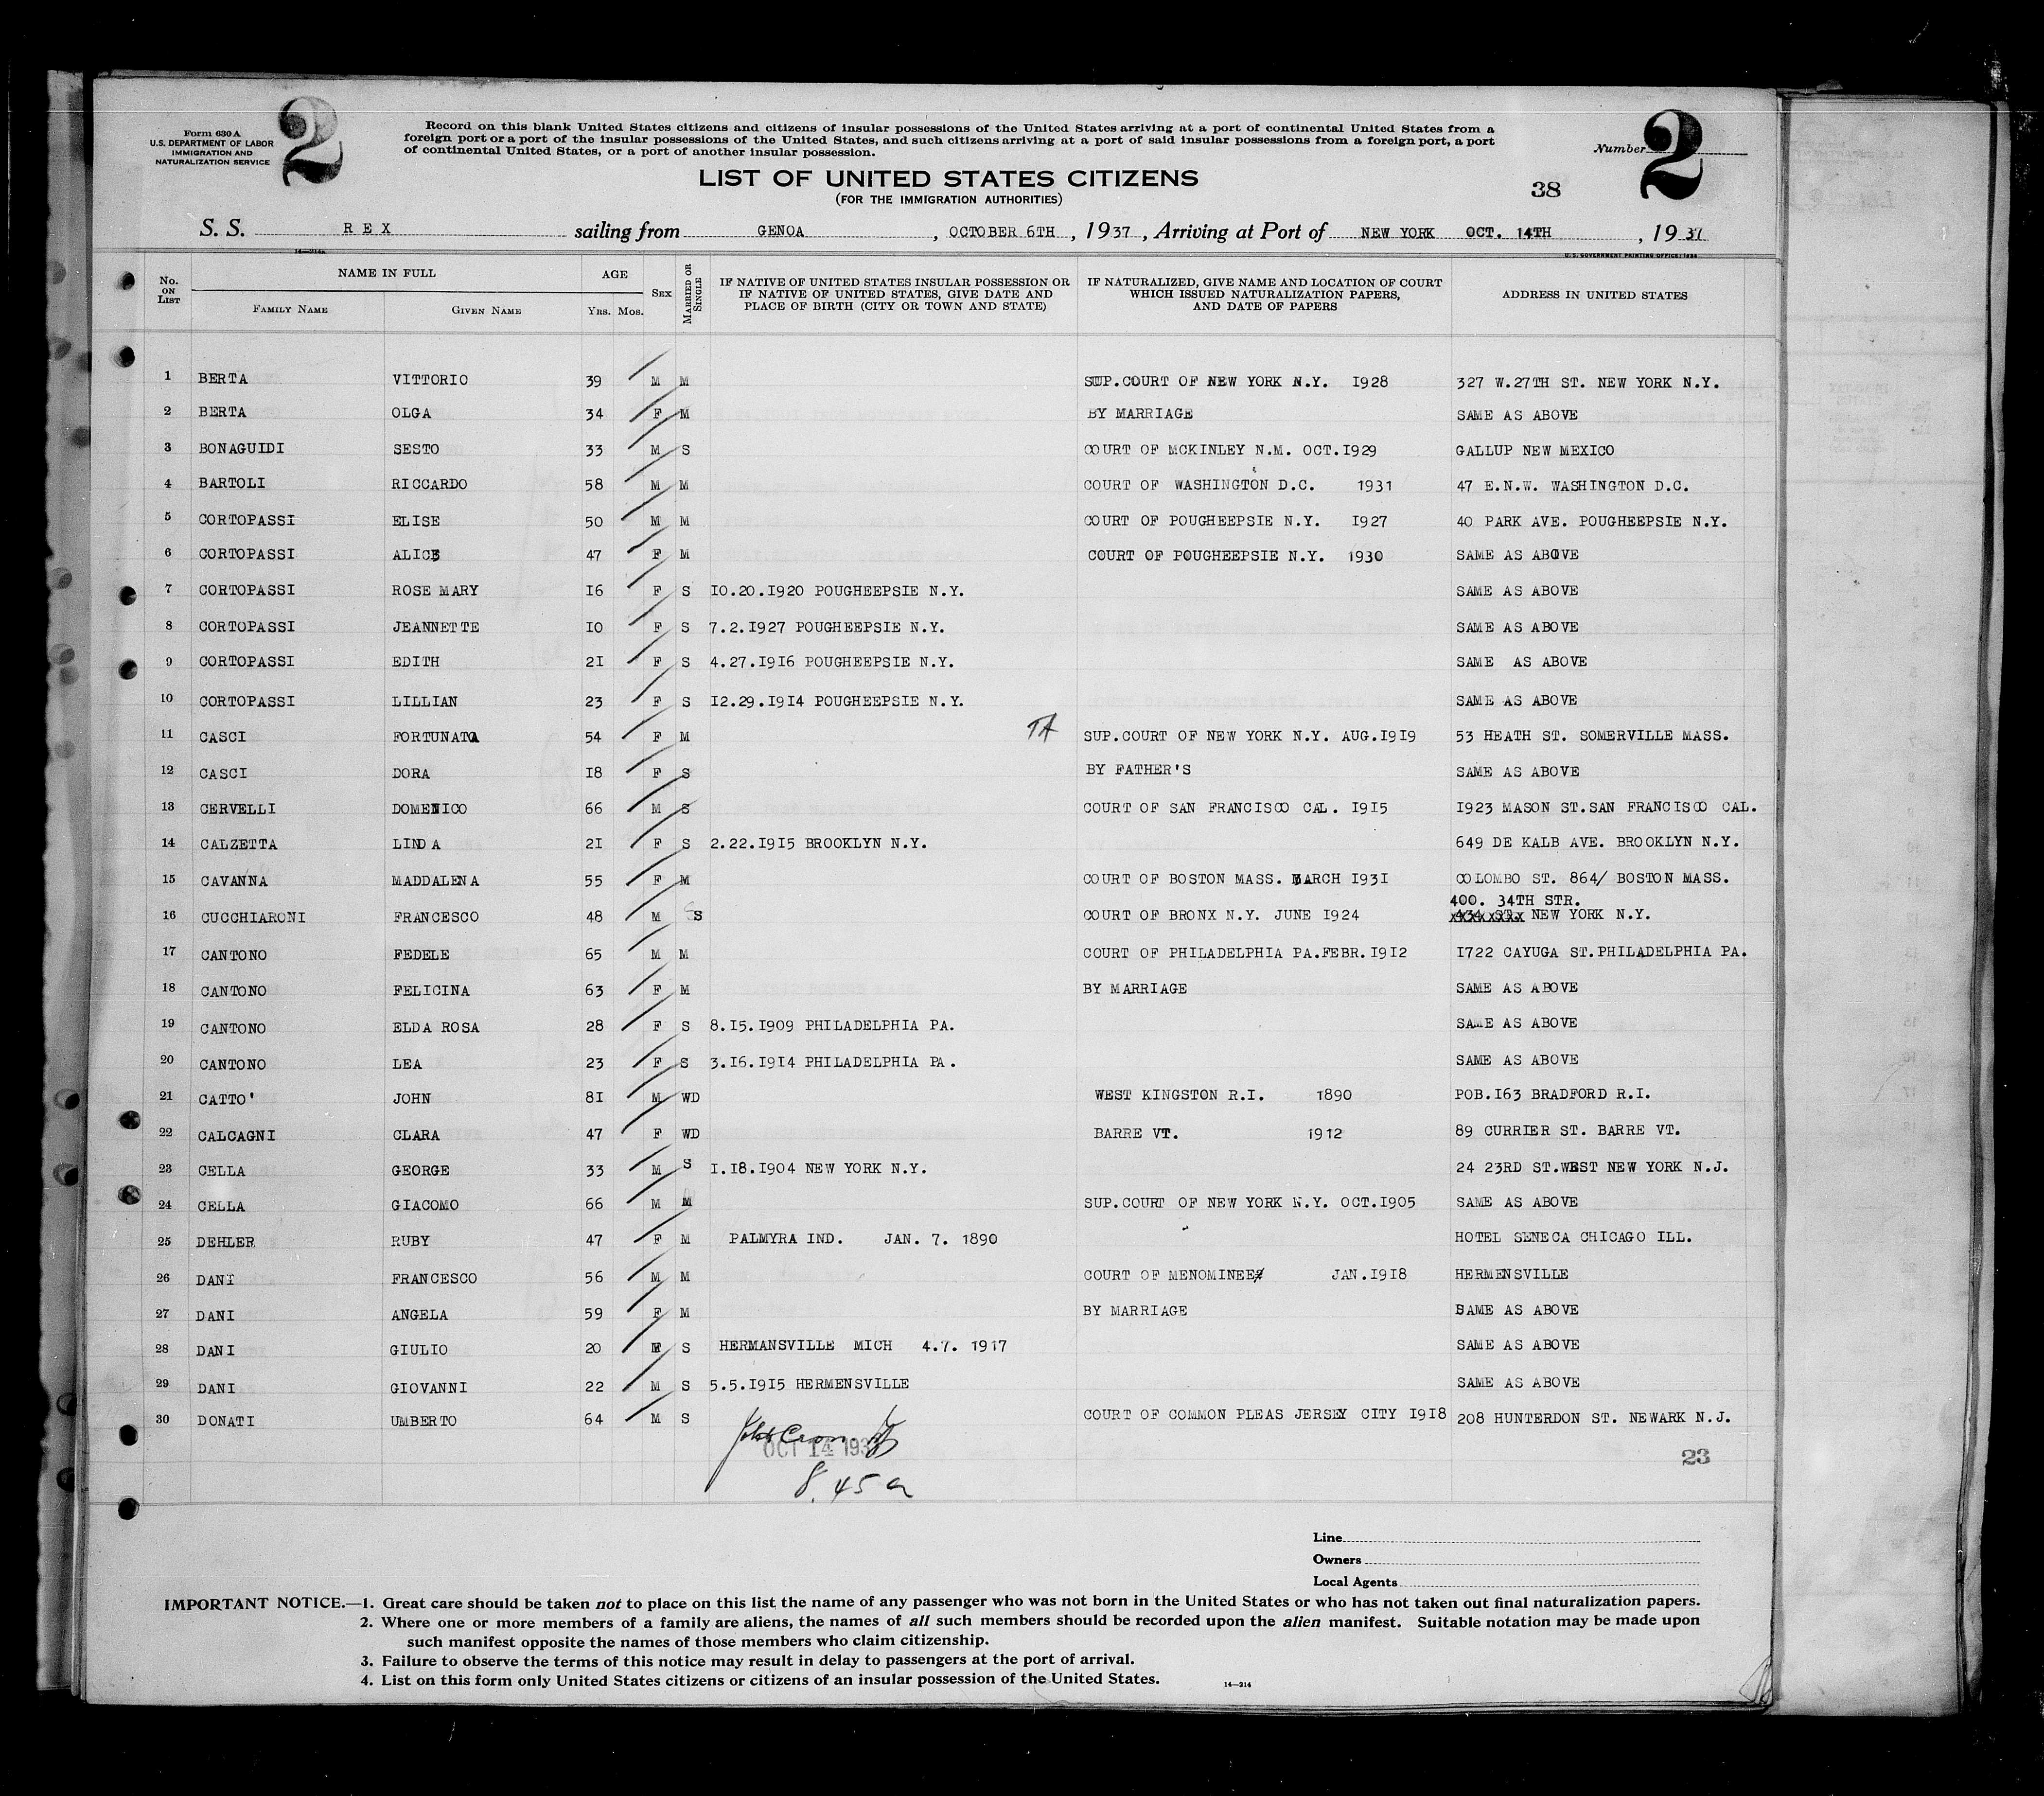 Form 630 A
U.S. DEPARTMENT OF LABOR
IMMIGRATION AND
NATURALIZATION SERVICE
2
Record on this blank United States citizens and citizens of insular possessions of the United States arriving at a port of continental United States from a
foreign port or a port of the insular possessions of the United States, and such citizens arriving at a port of said insular possessions from a foreign port, a port
of continental United States, or a port of another insular possession.
Number 2
LIST OF UNITED STATES CITIZENS
(FOR THE IMMIGRATION AUTHORITIES)
38
S. S. REX sailing from GENOA, OCTOBER 6TH, 1937, Arriving at Port of NEW YORK OCT. 14TH, 1937
14—214
U. S. GOVERNMENT PRINTING OFFICE: 1934
No. ON LIST NAME IN FULL FAMILY NAME GIVEN NAME AGE YRS. MOS. SEX MARRIED OR SINGLE IF NATIVE OF UNITED STATES INSULAR POSSESSION OR IF NATIVE OF UNITED STATES, GIVE DATE AND PLACE OF BIRTH (CITY OR TOWN AND STATE) IF NATURALIZED, GIVE NAME AND LOCATION OF COURT WHICH ISSUED NATURALIZATION PAPERS, AND DATE OF PAPERS ADDRESS IN UNITED STATES
1 BERTA VITTORIO 39 M M SUP.COURT OF NEW YORK N.Y. 1928 327 W.27TH ST. NEW YORK N.Y.
2 BERTA OLGA 34 F M BY MARRIAGE SAME AS ABOVE
3 BONAGUIDI SESTO 33 M S COURT OF MCKINLEY N.M. OCT.1929 GALLUP NEW MEXICO
4 BARTOLI RICCARDO 58 M M COURT OF WASHINGTON D.C. 1931 47 E.N.W. WASHINGTON D.C.
5 CORTOPASSI ELISE 50 M M COURT OF POUGHEEPSIE N.Y. 1927 40 PARK AVE. POUGHEEPSIE N.Y.
6 CORTOPASSI ALICE 47 F M COURT OF POUGHEEPSIE N.Y. 1930 SAME AS ABOVE
7 CORTOPASSI ROSE MARY 16 F S 10.20.1920 POUGHEEPSIE N.Y. SAME AS ABOVE
8 CORTOPASSI JEANNETTE 10 F S 7.2.1927 POUGHEEPSIE N.Y. SAME AS ABOVE
9 CORTOPASSI EDITH 21 F S 4.27.1916 POUGHEEPSIE N.Y. SAME AS ABOVE
10 CORTOPASSI LILLIAN 23 F S 12.29.1914 POUGHEEPSIE N.Y. SAME AS ABOVE
11 CASCI FORTUNATA 54 F M SUP.COURT OF NEW YORK N.Y. AUG.1919 53 HEATH ST. SOMERVILLE MASS.
12 CASCI DORA 18 F S BY FATHER'S SAME AS ABOVE
13 CERVELLI DOMENICO 66 M S COURT OF SAN FRANCISCO CAL. 1915 1923 MASON ST.SAN FRANCISCO CAL.
14 CALZETTA LINDA 21 F S 2.22.1915 BROOKLYN N.Y. 649 DE KALB AVE. BROOKLYN N.Y.
15 CAVANNA MADDALENA 55 F M COURT OF BOSTON MASS. MARCH 1931 COLOMBO ST. 864/ BOSTON MASS.
400. 34TH STR.
16 CUCCHIARONI FRANCESCO 48 M S COURT OF BRONX N.Y. JUNE 1924 NEW YORK N.Y.
17 CANTONO FEDELE 65 M M COURT OF PHILADELPHIA PA.FEBR.1912 1722 CAYUGA ST.PHILADELPHIA PA.
18 CANTONO FELICINA 63 F M BY MARRIAGE SAME AS ABOVE
19 CANTONO ELDA ROSA 28 F S 8.15.1909 PHILADELPHIA PA. SAME AS ABOVE
20 CANTONO LEA 23 F S 3.16.1914 PHILADELPHIA PA. SAME AS ABOVE
21 CATTO' JOHN 81 M WD WEST KINGSTON R.I. 1890 POB.163 BRADFORD R.I.
22 CALCAGNI CLARA 47 F WD BARRE VT. 1912 89 CURRIER ST. BARRE VT.
23 CELLA GEORGE 33 M S 1.18.1904 NEW YORK N.Y. 24 23RD ST.WEST NEW YORK N.J.
24 CELLA GIACOMO 66 M M SUP.COURT OF NEW YORK N.Y. OCT.1905 SAME AS ABOVE
25 DEHLER RUBY 47 F M PALMYRA IND. JAN. 7. 1890 HOTEL SENECA CHICAGO ILL.
26 DANI FRANCESCO 56 M M COURT OF MENOMINEE JAN.1918 HERMENSVILLE
27 DANI ANGELA 59 F M BY MARRIAGE SAME AS ABOVE
28 DANI GIULIO 20 S HERMANSVILLE MICH 4.7. 1917 SAME AS ABOVE
29 DANI GIOVANNI 22 M S 5.5.1915 HERMENSVILLE SAME AS ABOVE
30 DONATI UMBERTO 64 M S COURT OF COMMON PLEAS JERSEY CITY 1918 208 HUNTERDON ST. NEWARK N.J.
OCT 14 193
23
8.45 a
Line
Owners
Local Agents
IMPORTANT NOTICE.—1. Great care should be taken not to place on this list the name of any passenger who was not born in the United States or who has not taken out final naturalization papers.
2. Where one or more members of a family are aliens, the names of all such members should be recorded upon the alien manifest. Suitable notation may be made upon
such manifest opposite the names of those members who claim citizenship.
3. Failure to observe the terms of this notice may result in delay to passengers at the port of arrival.
4. List on this form only United States citizens or citizens of an insular possession of the United States.
14—214